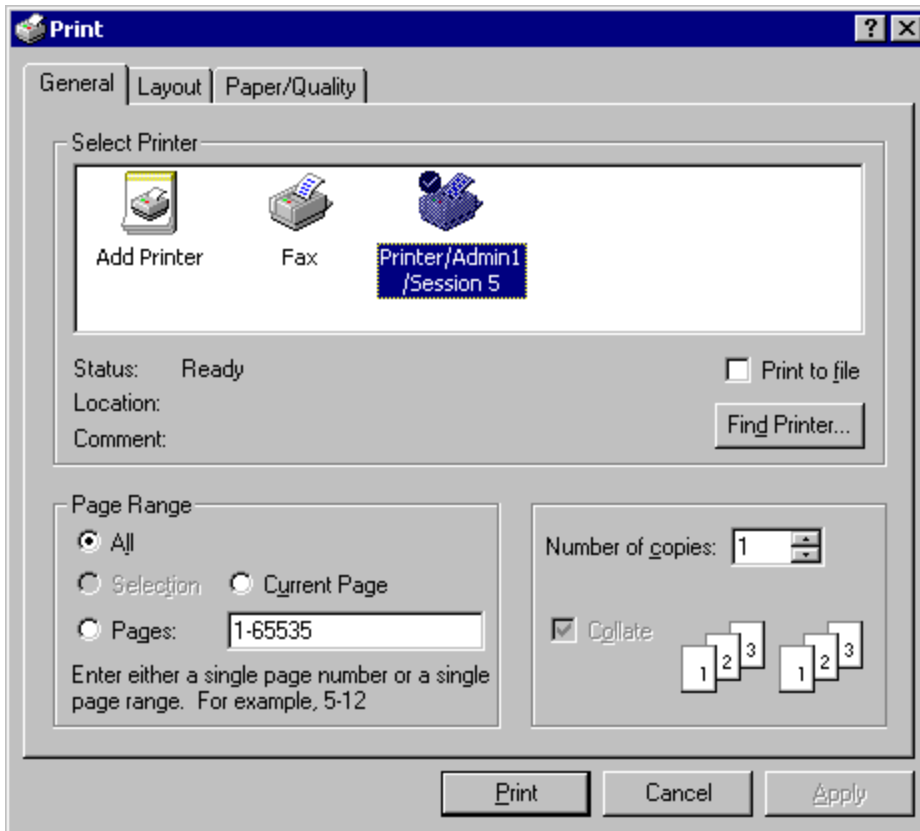 Print
General Layout Paper/Quality
Select Printer
Add Printer Fax Printer/Admin1
/Session 5
Status: Ready
Print to file
Location:
Find Printer...
Comment:
Page Range
All
Selection Current Page
Pages: 1-65535
Enter either a single page number or a single
page range. For example, 5-12
Number of copies: 1
Collate
1 2 3 1 2 3
Print Cancel Apply